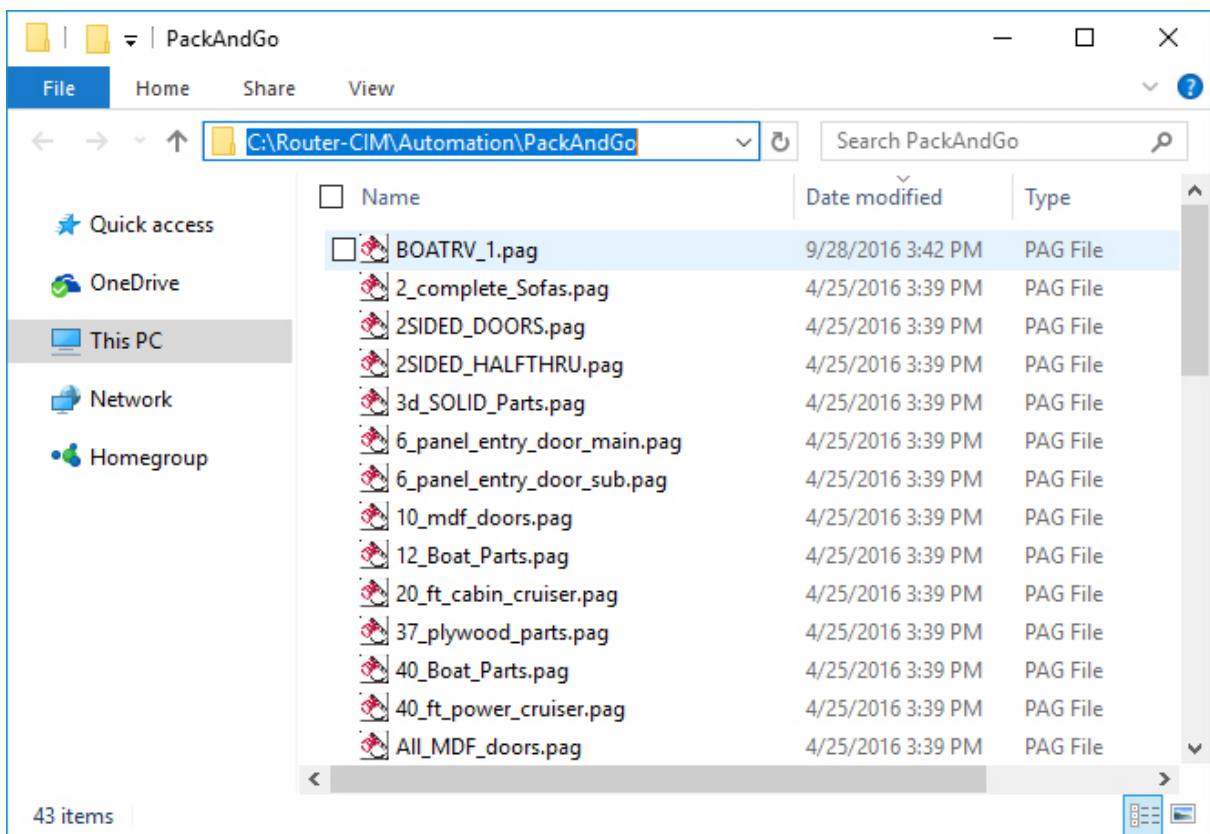 PackAndGo
File Home Share View
C:\Router-CIM\Automation\PackAndGo Search PackAndGo
Name Date modified Type
Quick access
OneDrive
This PC
Network
Homegroup
BOATRV_1.pag 9/28/2016 3:42 PM PAG File
2_complete_Sofas.pag 4/25/2016 3:39 PM PAG File
2SIDED_DOORS.pag 4/25/2016 3:39 PM PAG File
2SIDED_HALFTHRU.pag 4/25/2016 3:39 PM PAG File
3d_SOLID_Parts.pag 4/25/2016 3:39 PM PAG File
6_panel_entry_door_main.pag 4/25/2016 3:39 PM PAG File
6_panel_entry_door_sub.pag 4/25/2016 3:39 PM PAG File
10_mdf_doors.pag 4/25/2016 3:39 PM PAG File
12_Boat_Parts.pag 4/25/2016 3:39 PM PAG File
20_ft_cabin_cruiser.pag 4/25/2016 3:39 PM PAG File
37_plywood_parts.pag 4/25/2016 3:39 PM PAG File
40_Boat_Parts.pag 4/25/2016 3:39 PM PAG File
40_ft_power_cruiser.pag 4/25/2016 3:39 PM PAG File
All_MDF_doors.pag 4/25/2016 3:39 PM PAG File
43 items